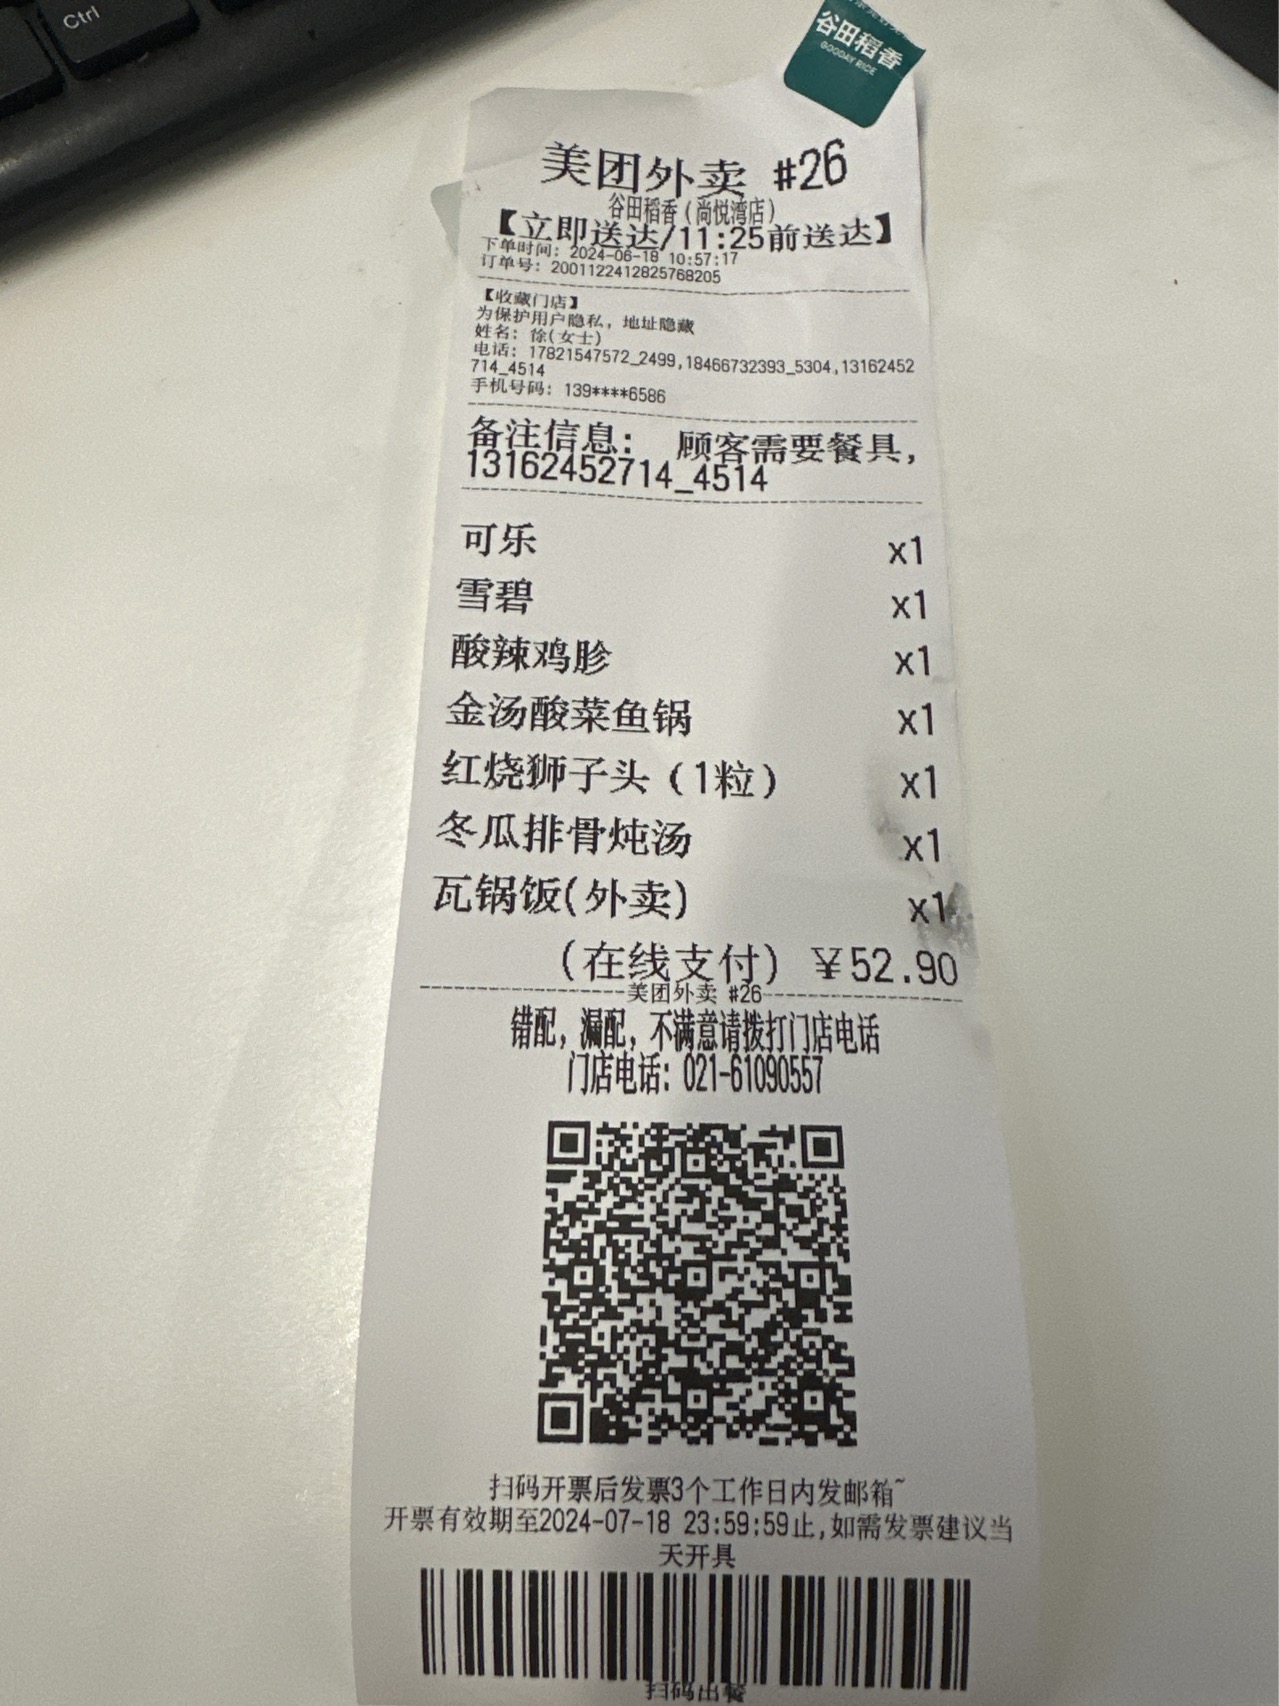 Ctrl
谷田稻香
GOODAY RICE
美团外卖 #26
谷田稻香(尚悦湾店)
【立即送达/11:25前送达】
下单时间: 2024-06-18 10:57:17
订单号: 2001122412825768205
【收藏门店】
为保护用户隐私, 地址隐藏
姓名: 徐(女士)
电话: 17821547572_2499,18466732393_5304,13162452
714_4514
手机号码: 139****6586
备注信息: 顾客需要餐具,
13162452714_4514
可乐 x1
雪碧 x1
酸辣鸡胗 x1
金汤酸菜鱼锅 x1
红烧狮子头(1粒) x1
冬瓜排骨炖汤 x1
瓦锅饭(外卖) x1
(在线支付) ¥52.90
美团外卖 #26
错配, 漏配, 不满意请拨打门店电话
门店电话: 021-61090557
扫码开票后发票3个工作日内发邮箱~
开票有效期至2024-07-18 23:59:59止,如需发票建议当
天开具
扫码出餐